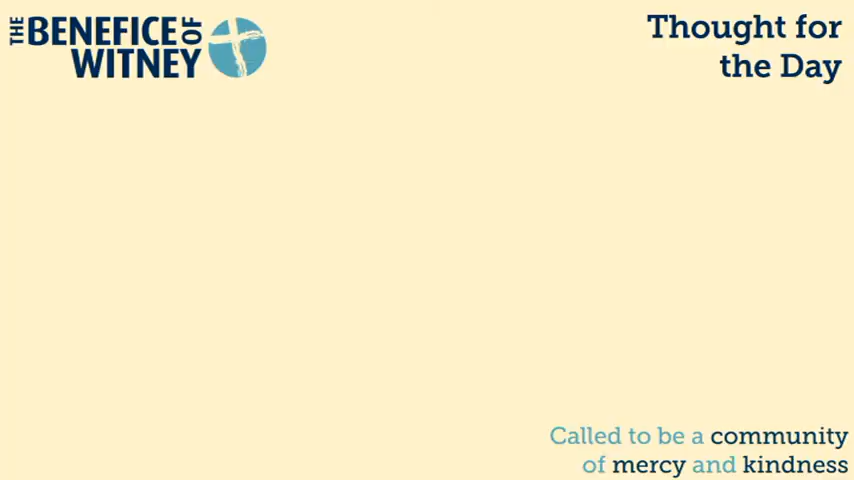 THE BENEFICE OF
WITNEY
Thought for
the Day
Called to be a community
of mercy and kindness